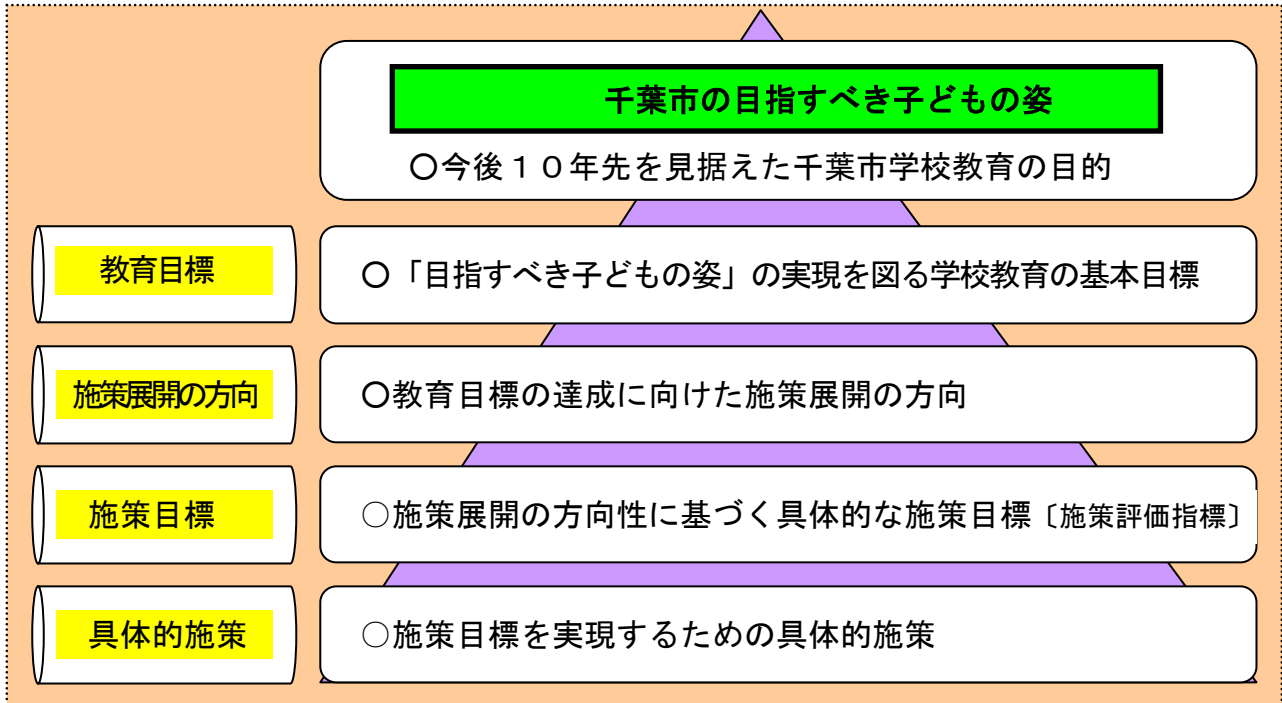 千葉市の目指すべき子どもの姿
○今後１０年先を見据えた千葉市学校教育の目的
教育目標
○「目指すべき子どもの姿」の実現を図る学校教育の基本目標
施策展開の方向
○教育目標の達成に向けた施策展開の方向
施策目標
○施策展開の方向性に基づく具体的な施策目標〔施策評価指標〕
具体的施策
○施策目標を実現するための具体的施策